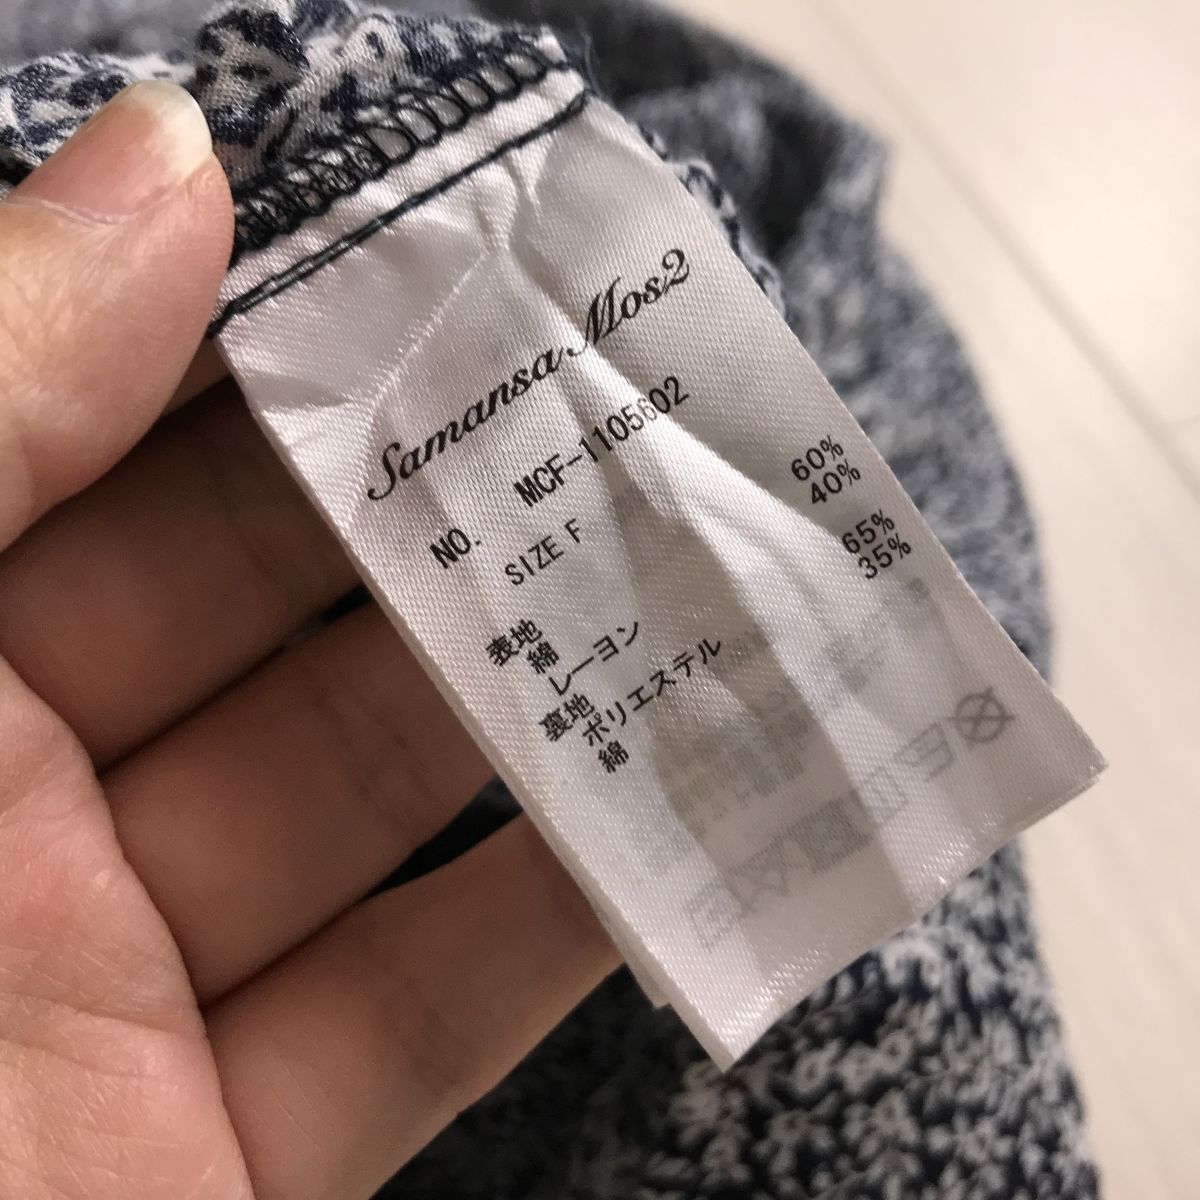 Samansa Mos2
NO. MCF-1105602
SIZE F
表地
綿 60%
レーヨン 40%
裏地
ポリエステル 65%
綿 35%